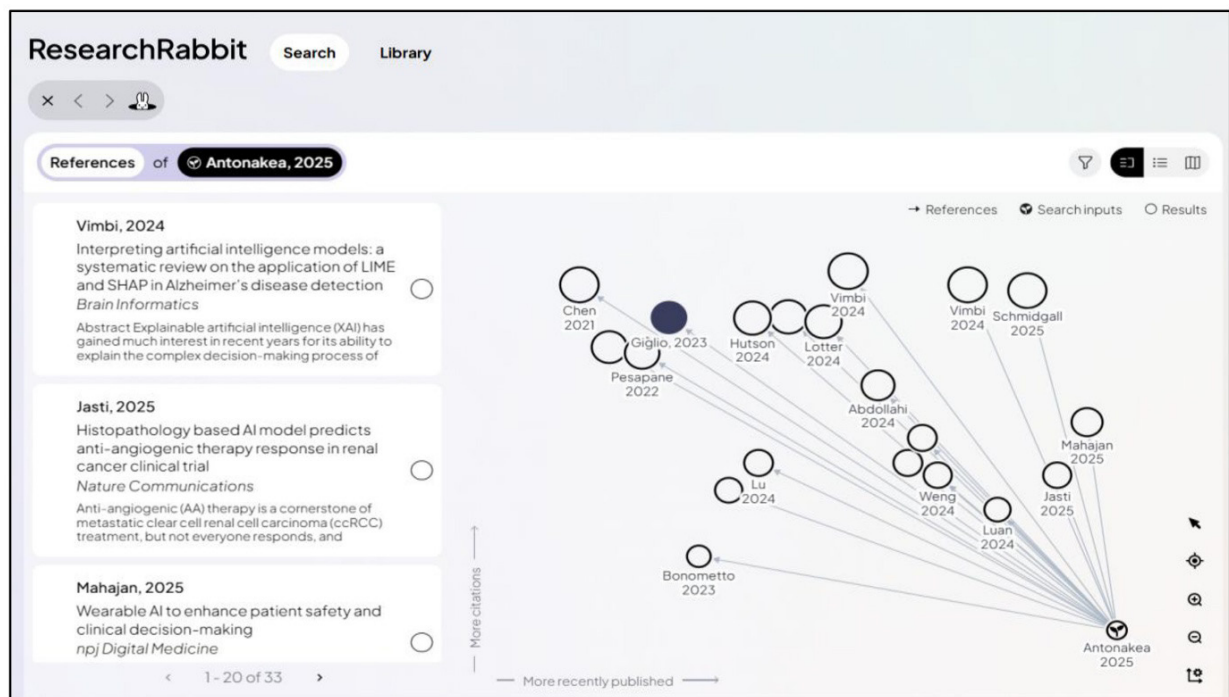 ResearchRabbit Search Library
References of Antonakea, 2025
Vimbi, 2024
Interpreting artificial intelligence models: a
systematic review on the application of LIME
and SHAP in Alzheimer's disease detection
Brain Informatics
Abstract Explainable artificial intelligence (XAI) has
gained much interest in recent years for its ability to
explain the complex decision-making process of
Jasti, 2025
Histopathology based AI model predicts
anti-angiogenic therapy response in renal
cancer clinical trial
Nature Communications
Anti-angiogenic (AA) therapy is a cornerstone of
metastatic clear cell renal cell carcinoma (ccRCC)
treatment, but not everyone responds, and
Mahajan, 2025
Wearable AI to enhance patient safety and
clinical decision-making
npj Digital Medicine
1 - 20 of 33
References Search inputs Results
Chen
2021
Giglio, 2023
Pesapane
2022
Hutson
2024
Lotter
2024
Vimbi
2024
Vimbi
2024
Schmidgall
2025
Abdollahi
2024
Mahajan
2025
Lu
2024
Weng
2024
Jasti
2025
Luan
2024
Bonometto
2023
Antonakea
2025
More citations
More recently published